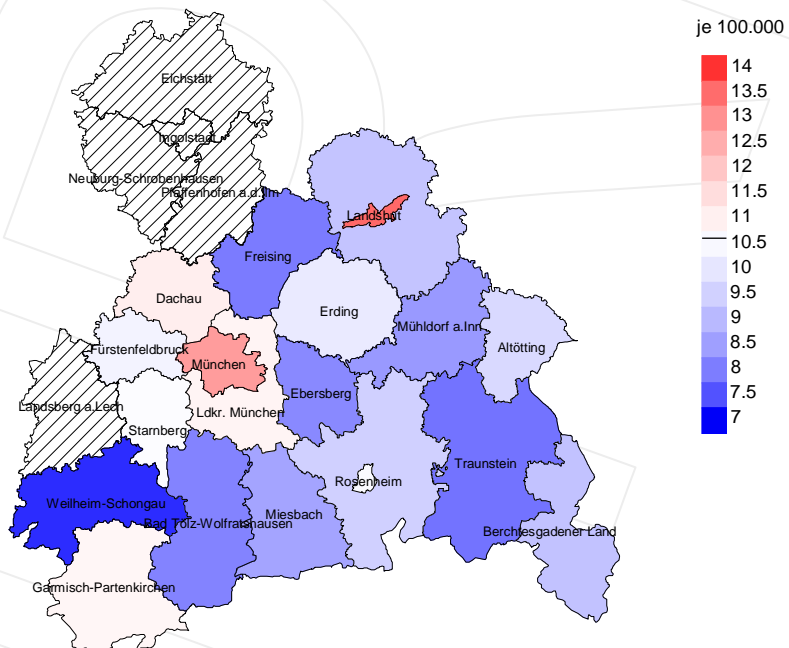 je 100.000
14
13.5
13
12.5
12
11.5
11
10.5
10
9.5
9
8.5
8
7.5
7
Eichstätt
Ingolstadt
Neuburg-Schrobenhausen
Pfaffenhofen a.d.Ilm
Landshut
Freising
Dachau
Erding
Mühldorf a.Inn
Altötting
Fürstenfeldbruck
München
Ebersberg
Landsberg a.Lech
Ldkr. München
Starnberg
Traunstein
Rosenheim
Weilheim-Schongau
Miesbach
Bad Tölz-Wolfratshausen
Berchtesgadener Land
Garmisch-Partenkirchen